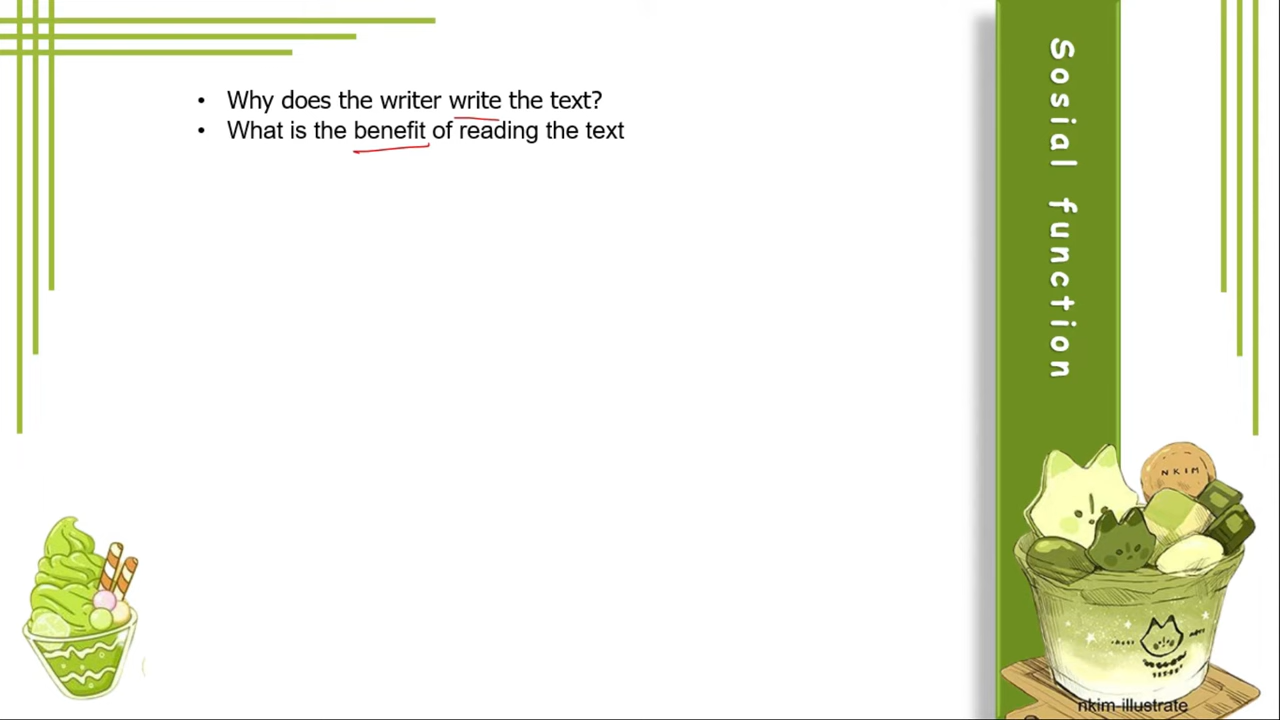 • Why does the writer write the text?
• What is the benefit of reading the text
Sosial function
NKIM
nkim-illustrate